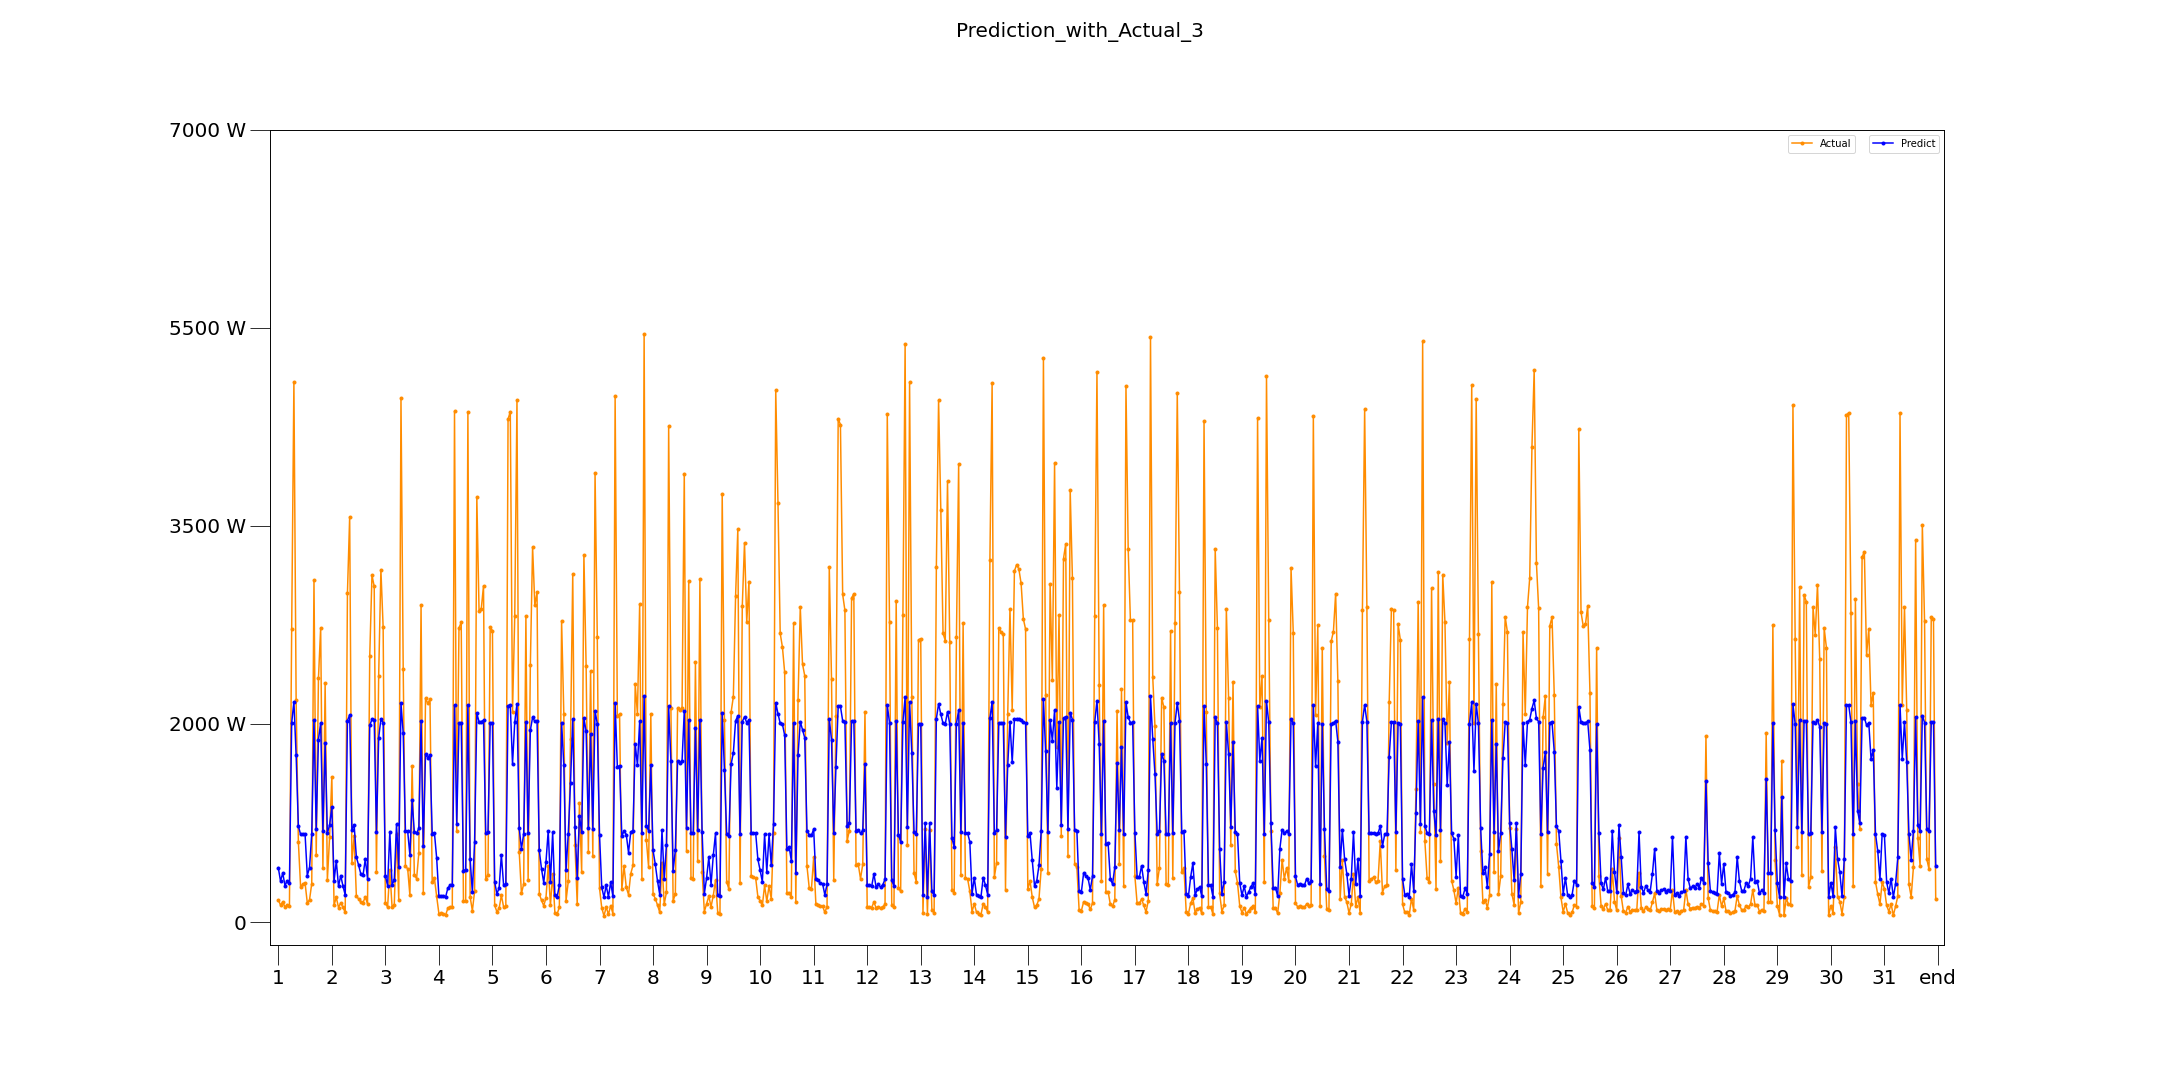 Prediction_with_Actual_3
7000 W
Actual Predict
5500 W
3500 W
2000 W
0
1 2 3 4 5 6 7 8 9 10 11 12 13 14 15 16 17 18 19 20 21 22 23 24 25 26 27 28 29 30 31 end